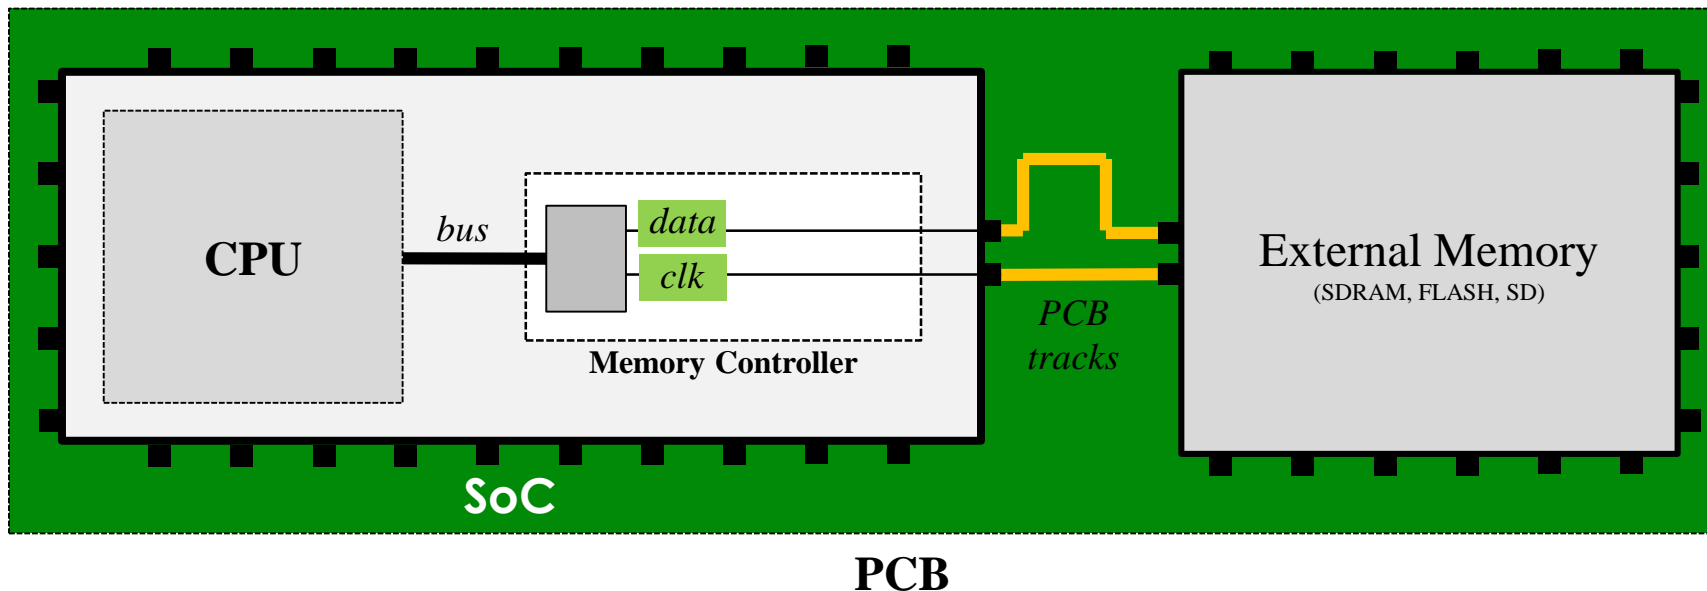 CPU
bus
data
clk
Memory Controller
PCB
tracks
External Memory
(SDRAM, FLASH, SD)
SoC
PCB